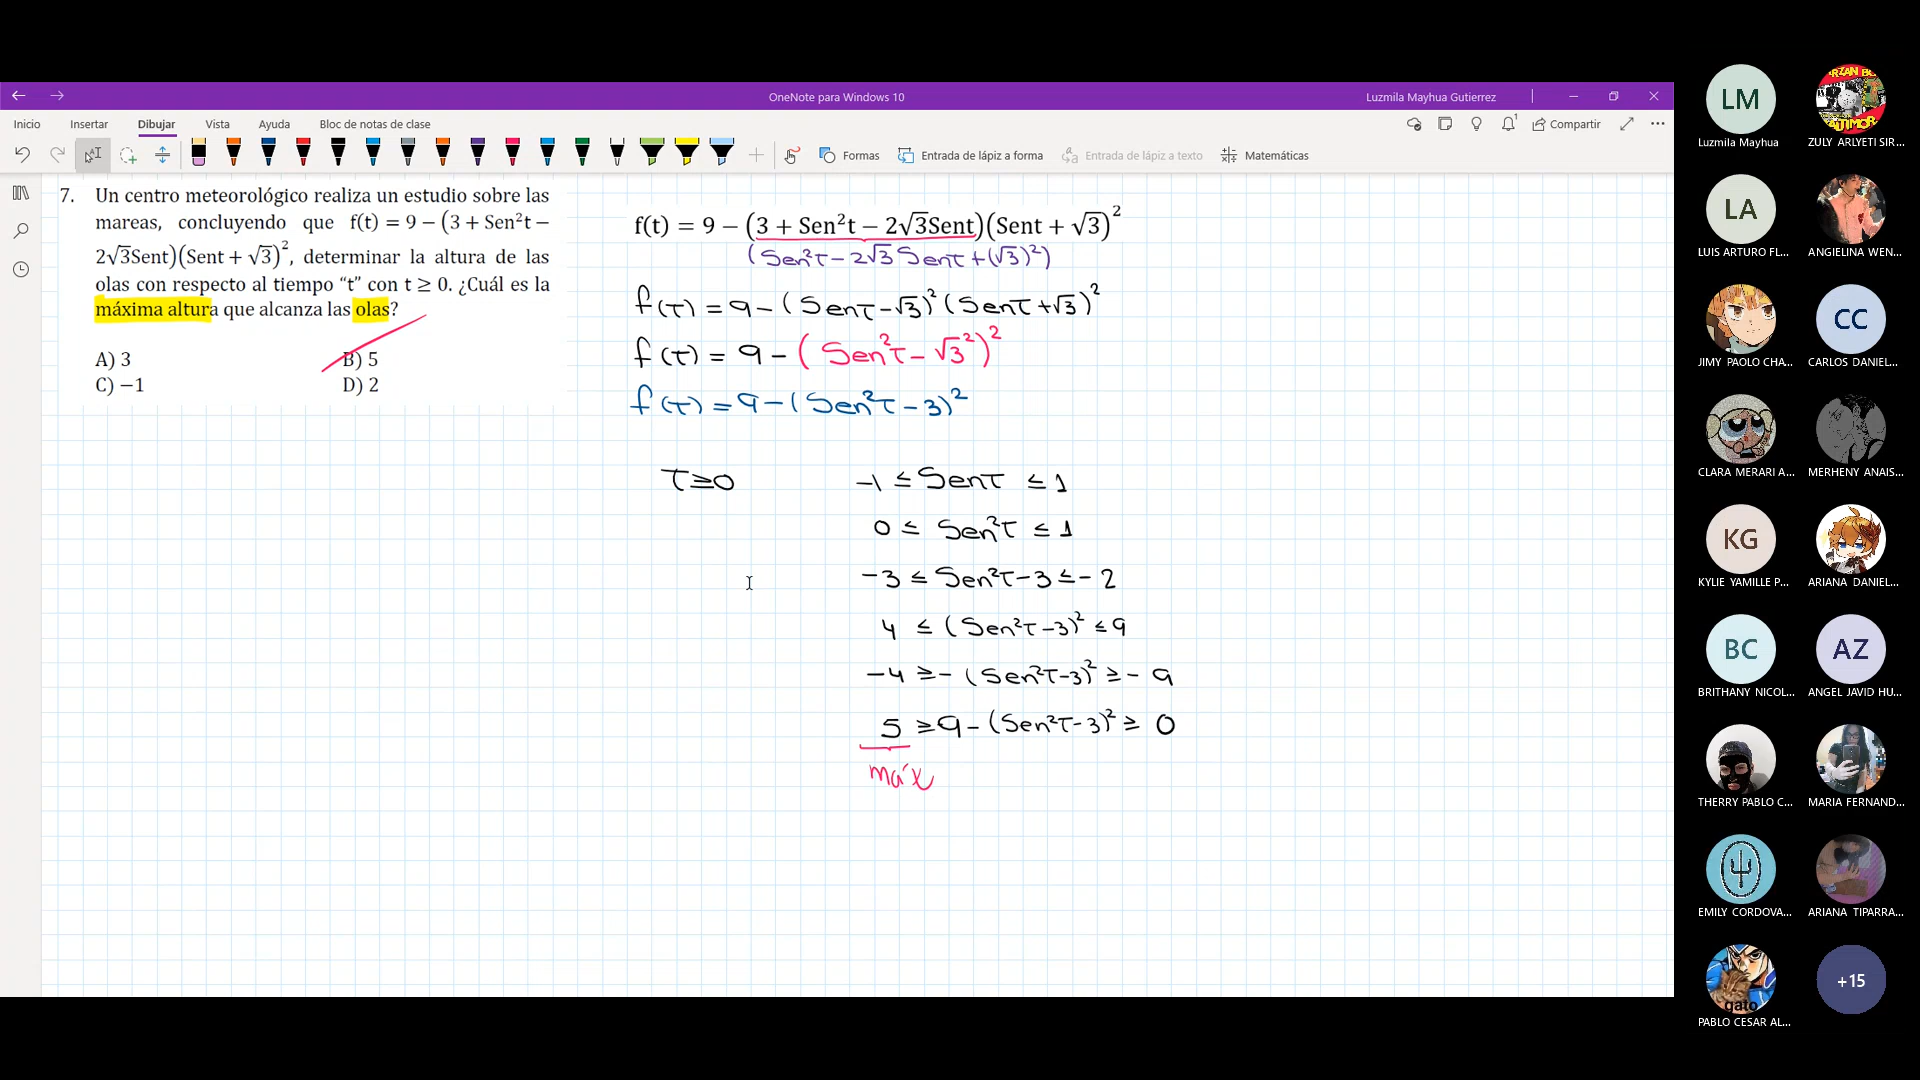 OneNote para Windows 10
Luzmila Mayhua Gutierrez
Inicio Insertar Dibujar Vista Ayuda Bloc de notas de clase
Compartir
Formas Entrada de lápiz a forma Entrada de lápiz a texto Matemáticas
7. Un centro meteorológico realiza un estudio sobre las
mareas, concluyendo que f(t) = 9 − (3 + Sen²t −
2√3Sent)(Sent + √3)², determinar la altura de las
olas con respecto al tiempo “t” con t ≥ 0. ¿Cuál es la
máxima altura que alcanza las olas?
A) 3 B) 5
C) −1 D) 2
f(t) = 9 − (3 + Sen²t − 2√3Sent)(Sent + √3)²
(Sen²t − 2√3 Sent + (√3)²)
f(t) = 9 − (Sent − √3)² (Sent + √3)²
f(t) = 9 − (Sen²t − √3²)²
f(t) = 9 − (Sen²t − 3)²
t ≥ 0 −1 ≤ Sent ≤ 1
0 ≤ Sen²t ≤ 1
−3 ≤ Sen²t − 3 ≤ −2
4 ≤ (Sen²t − 3)² ≤ 9
−4 ≥ −(Sen²t − 3)² ≥ −9
5 ≥ 9 − (Sen²t − 3)² ≥ 0
máx
LM
Luzmila Mayhua
ZULY ARLYETI SIR...
LA
LUIS ARTURO FL...
ANGIELINA WEN...
JIMY PAOLO CHA...
CC
CARLOS DANIEL...
CLARA MERARI A...
MERHENY ANAIS...
KG
KYLIE YAMILLE P...
ARIANA DANIEL...
BC
BRITHANY NICOL...
AZ
ANGEL JAVID HU...
THERRY PABLO C...
MARIA FERNAND...
EMILY CORDOVA...
ARIANA TIPARRA...
gato
PABLO CESAR AL...
+15